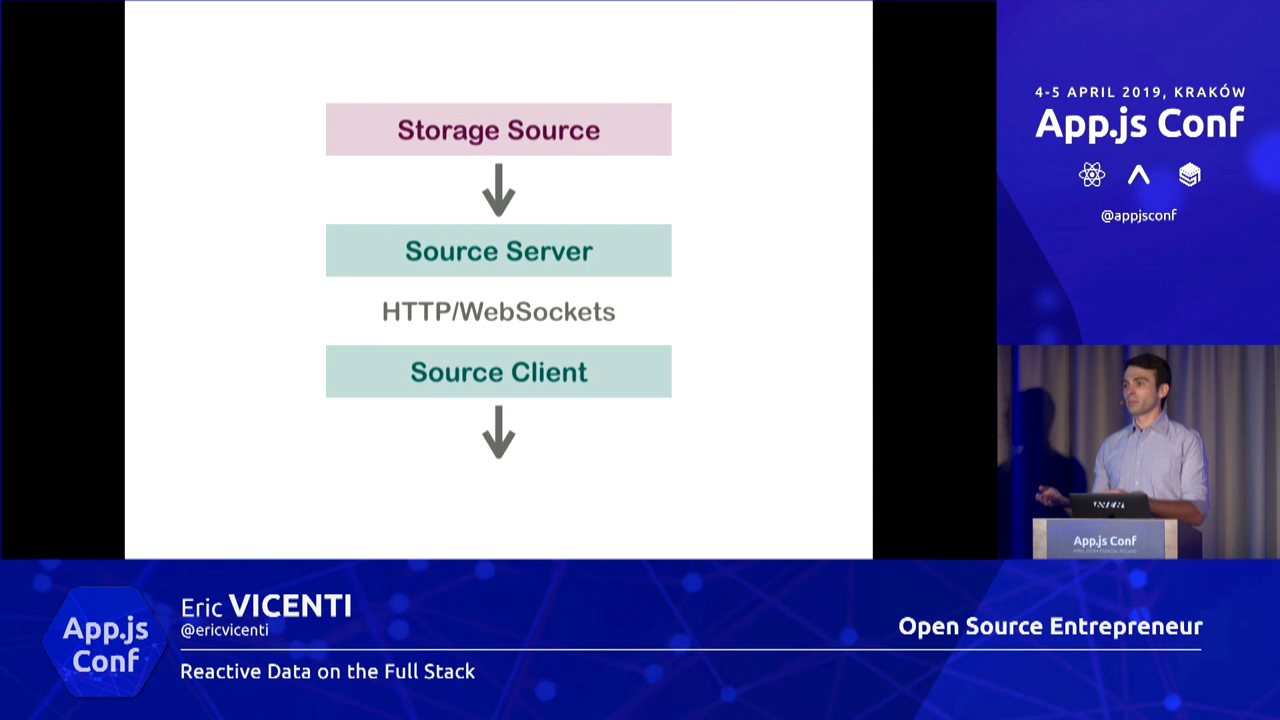 Storage Source
Source Server
HTTP/WebSockets
Source Client
4-5 APRIL 2019, KRAKÓW
App.js Conf
@appjsconf
App.js Conf
App.js
Conf
Eric VICENTI
@ericvicenti
Reactive Data on the Full Stack
Open Source Entrepreneur